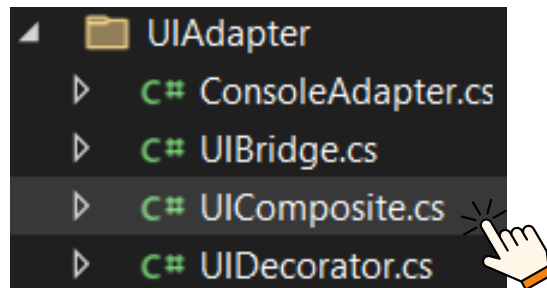 UIAdapter
C# ConsoleAdapter.cs
C# UIBridge.cs
C# UIComposite.cs
C# UIDecorator.cs